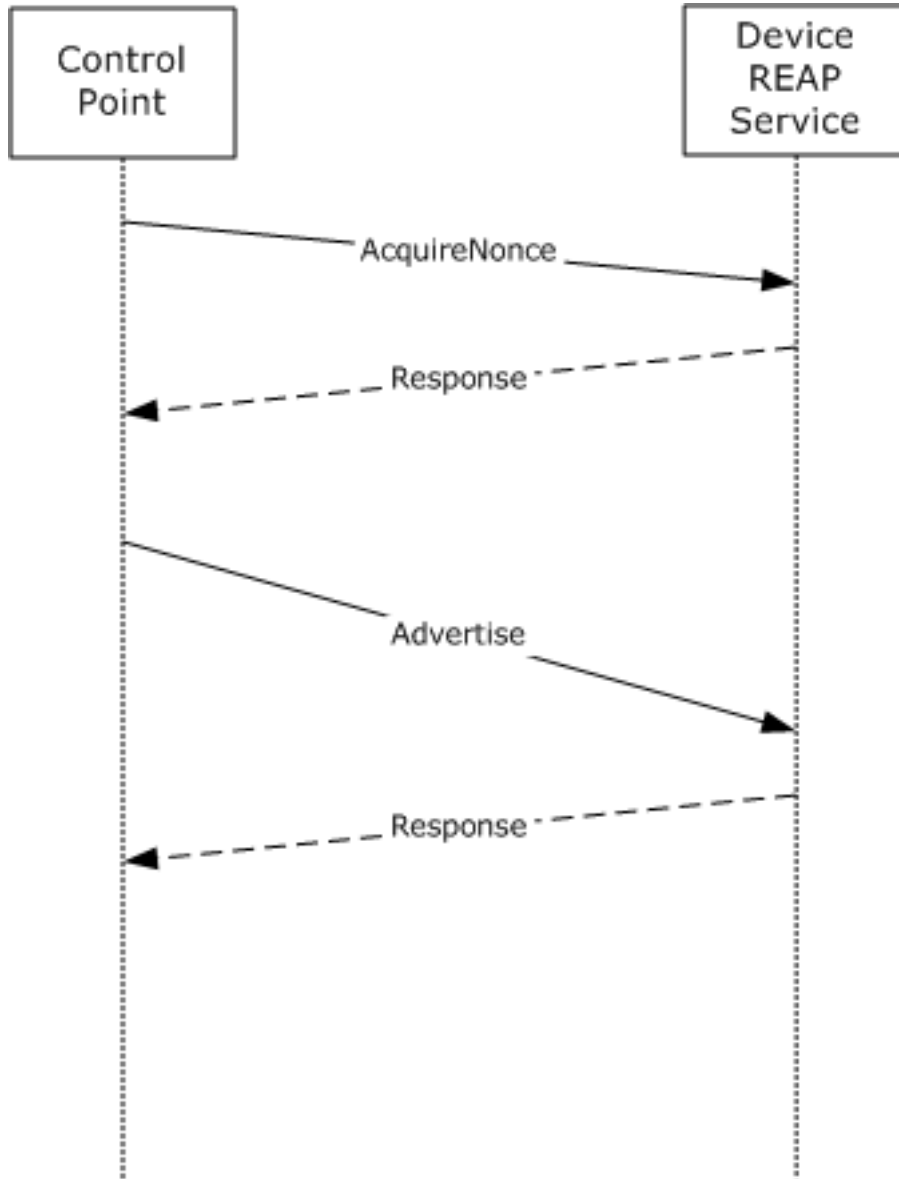 Control
Point
Device
REAP
Service
AcquireNonce
Response
Advertise
Response